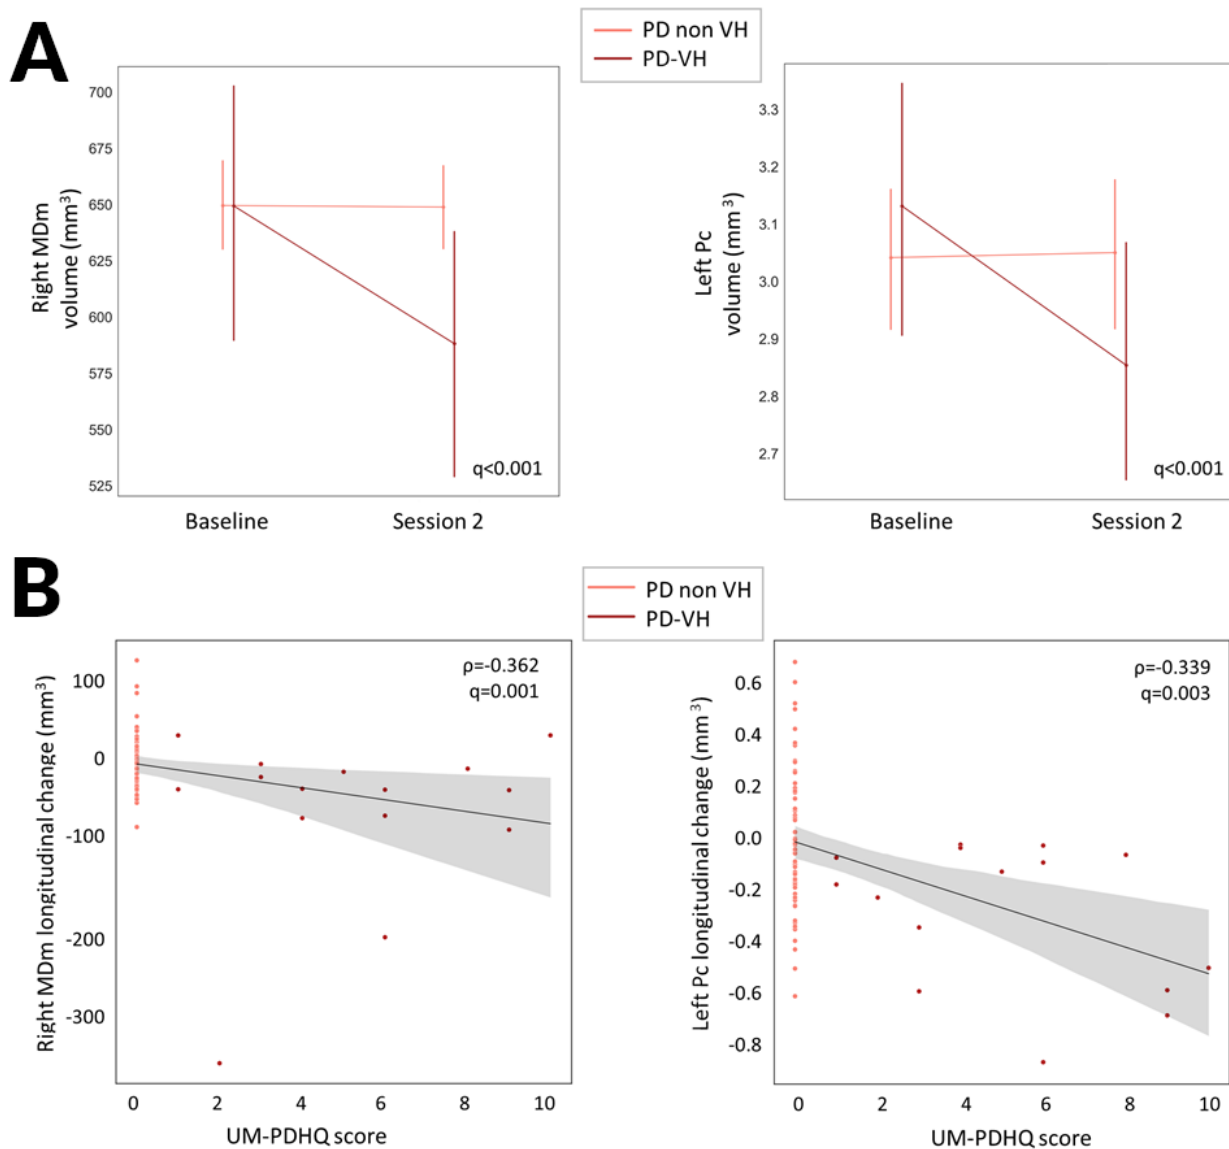 A
PD non VH
PD-VH
Right MDm
volume (mm³)
700
675
650
625
600
575
550
525
q<0.001
Baseline
Session 2
Left Pc
volume (mm³)
3.3
3.2
3.1
3.0
2.9
2.8
2.7
q<0.001
Baseline
Session 2
B
PD non VH
PD-VH
Right MDm longitudinal change (mm³)
100
0
-100
-200
-300
ρ=-0.362
q=0.001
0 2 4 6 8 10
UM-PDHQ score
Left Pc longitudinal change (mm³)
0.6
0.4
0.2
0.0
-0.2
-0.4
-0.6
-0.8
ρ=-0.339
q=0.003
0 2 4 6 8 10
UM-PDHQ score